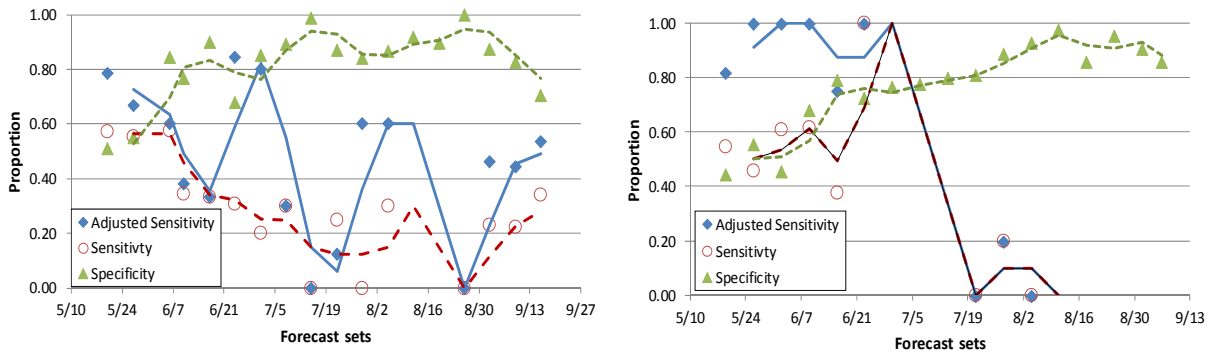 1.00
0.80
0.60
0.40
0.20
0.00
Proportion
Adjusted Sensitivity
Sensitivty
Specificity
5/10 5/24 6/7 6/21 7/5 7/19 8/2 8/16 8/30 9/13 9/27
Forecast sets
1.00
0.80
0.60
0.40
0.20
0.00
Proportion
Adjusted Sensitivity
Sensitivty
Specificity
5/10 5/24 6/7 6/21 7/5 7/19 8/2 8/16 8/30 9/13
Forecast sets